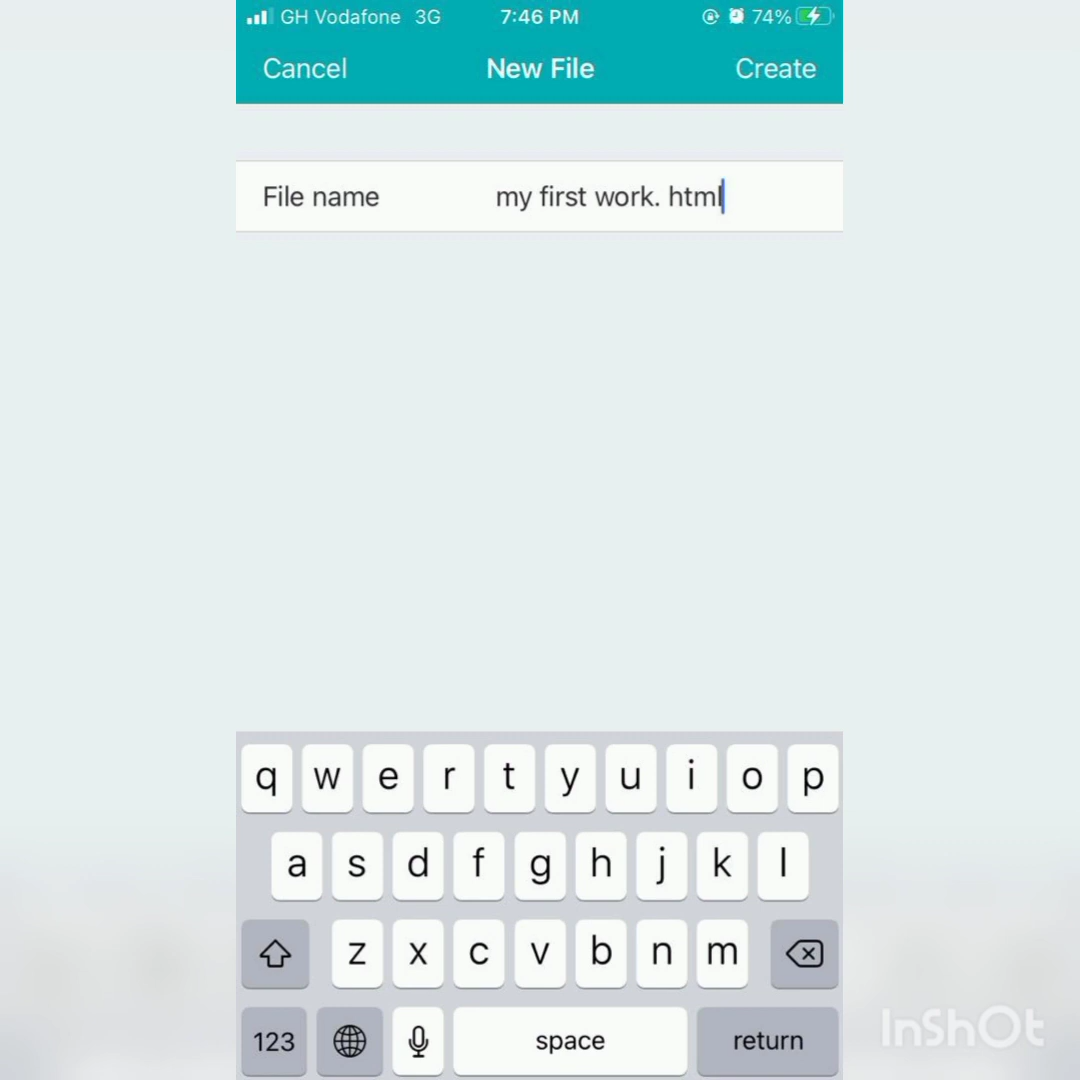 GH Vodafone 3G 7:46 PM 74%
Cancel New File Create
File name my first work. html
q w e r t y u i o p
a s d f g h j k l
z x c v b n m
123 space return
InShOt